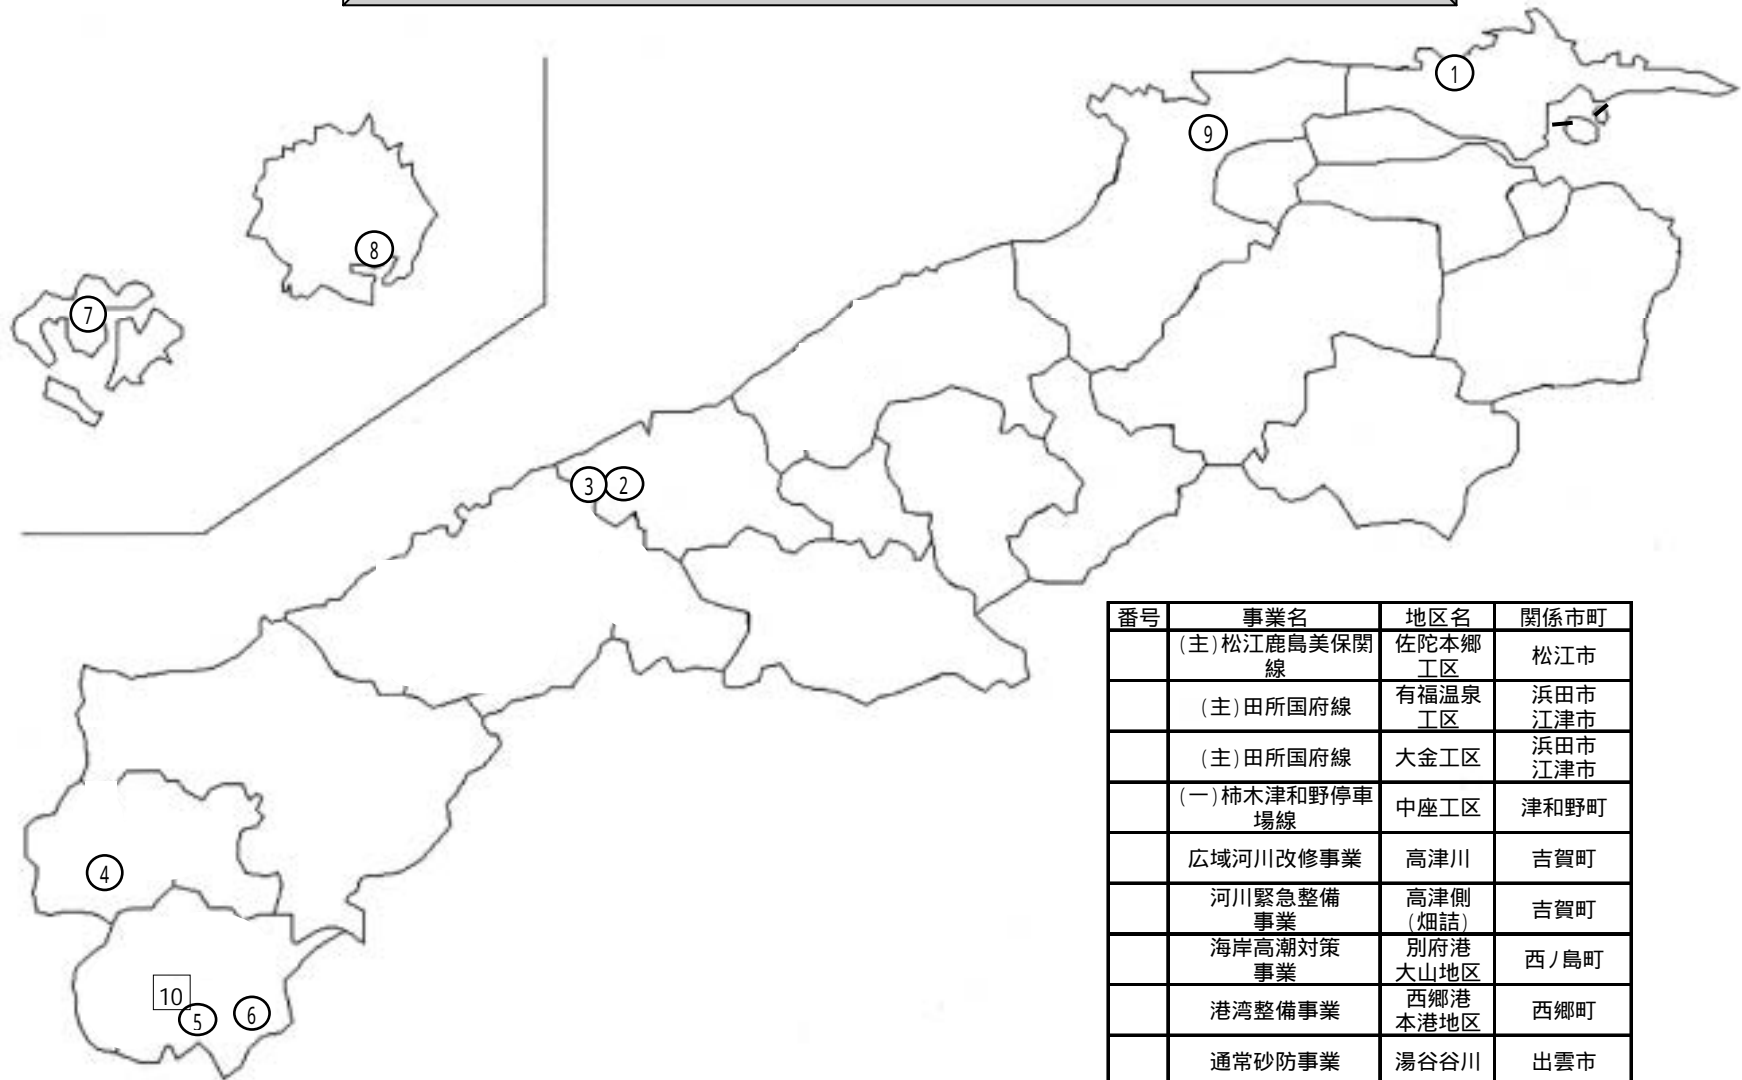 1
9
8
7
3
2
4
10
5
6
番号 事業名 地区名 関係市町
(主)松江鹿島美保関
線
佐陀本郷
工区
松江市
(主)田所国府線
有福温泉
工区
浜田市
江津市
(主)田所国府線
大金工区
浜田市
江津市
(一)柿木津和野停車
場線
中座工区
津和野町
広域河川改修事業
高津川
吉賀町
河川緊急整備
事業
高津側
(畑詰)
吉賀町
海岸高潮対策
事業
別府港
大山地区
西ノ島町
港湾整備事業
西郷港
本港地区
西郷町
通常砂防事業
湯谷谷川
出雲市